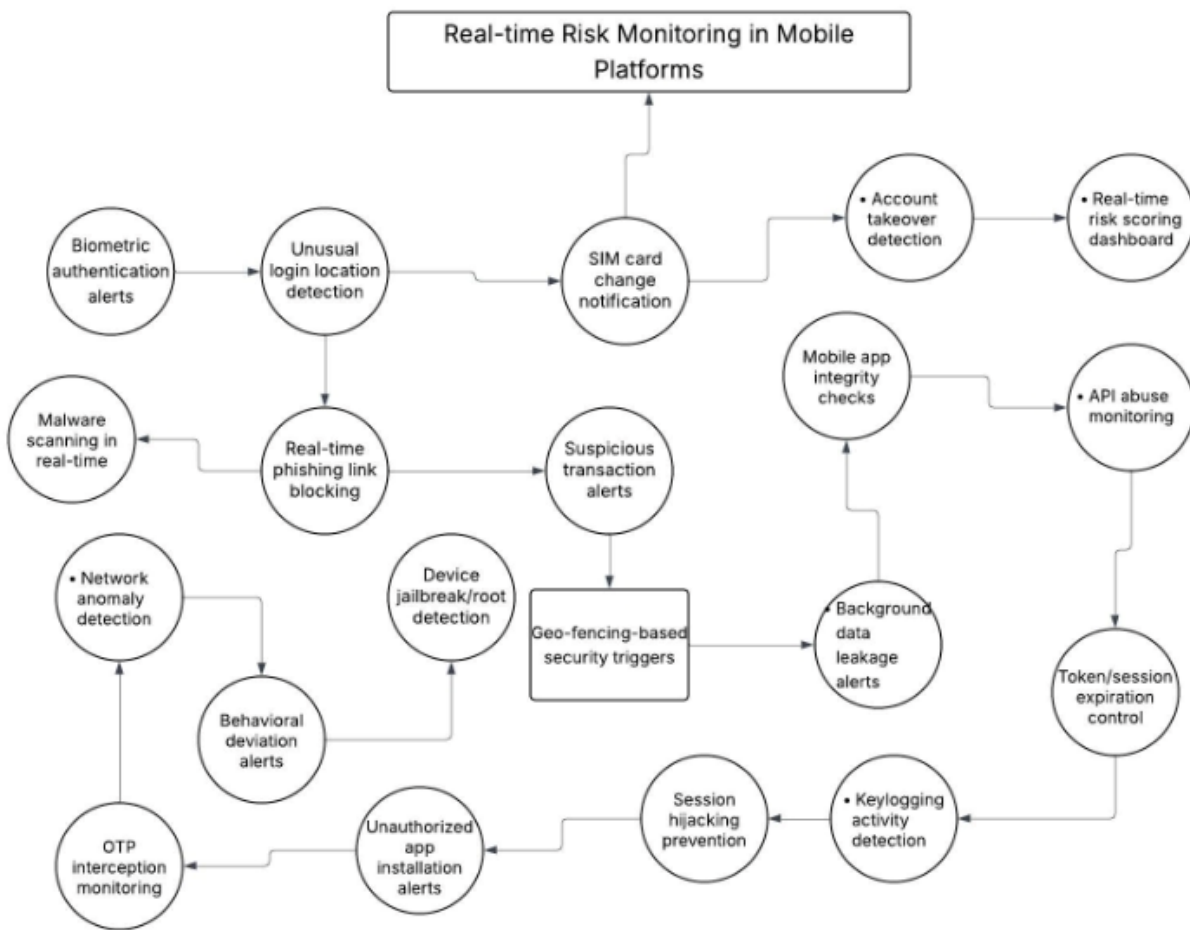 Real-time Risk Monitoring in Mobile
Platforms
• Account
takeover
detection
• Real-time
risk scoring
dashboard
Biometric
authentication
alerts
Unusual
login location
detection
SIM card
change
notification
Mobile app
integrity
checks
• API abuse
monitoring
Malware
scanning in
real-time
Real-time
phishing link
blocking
Suspicious
transaction
alerts
• Network
anomaly
detection
Device
jailbreak/root
detection
Geo-fencing-based
security triggers
• Background
data
leakage
alerts
Token/session
expiration
control
Behavioral
deviation
alerts
Session
hijacking
prevention
• Keylogging
activity
detection
Unauthorized
app
installation
alerts
OTP
interception
monitoring